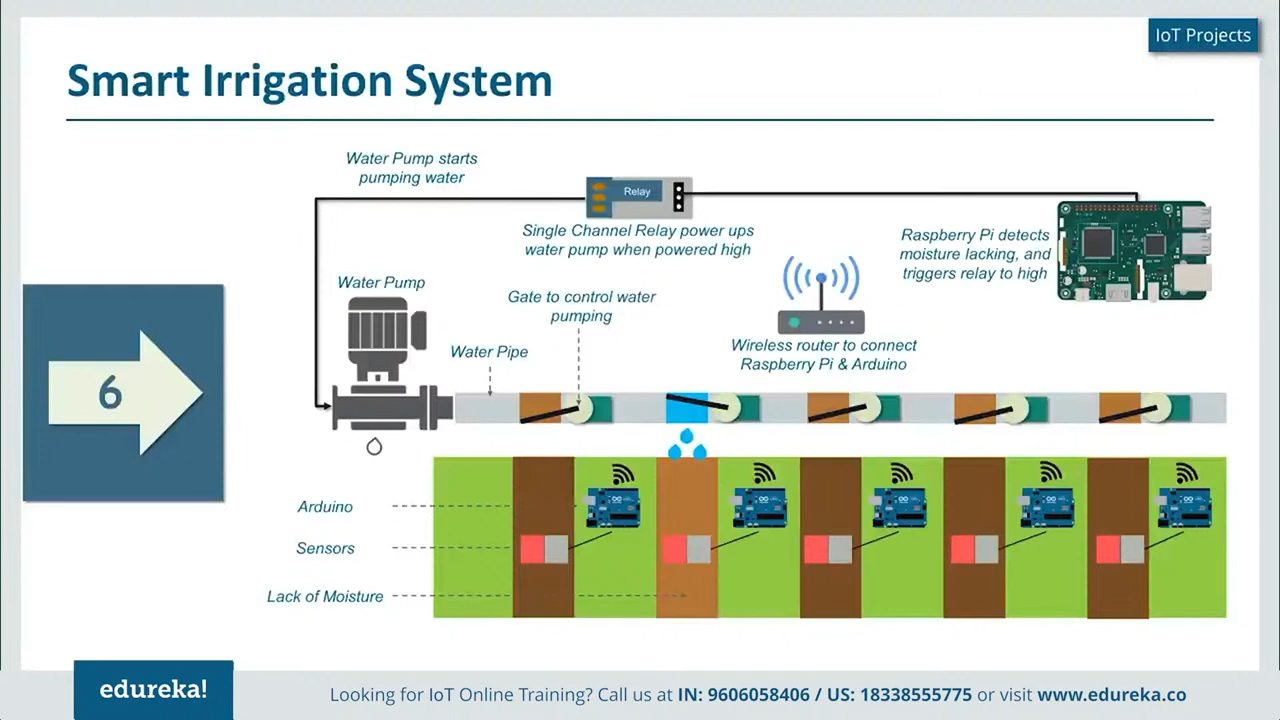 IoT Projects
Smart Irrigation System
Water Pump starts
pumping water
Relay
Single Channel Relay power ups
water pump when powered high
Raspberry Pi detects
moisture lacking, and
triggers relay to high
Water Pump
Gate to control water
pumping
Water Pipe
Wireless router to connect
Raspberry Pi & Arduino
6
Arduino
Sensors
Lack of Moisture
edureka!
Looking for IoT Online Training? Call us at IN: 9606058406 / US: 18338555775 or visit www.edureka.co